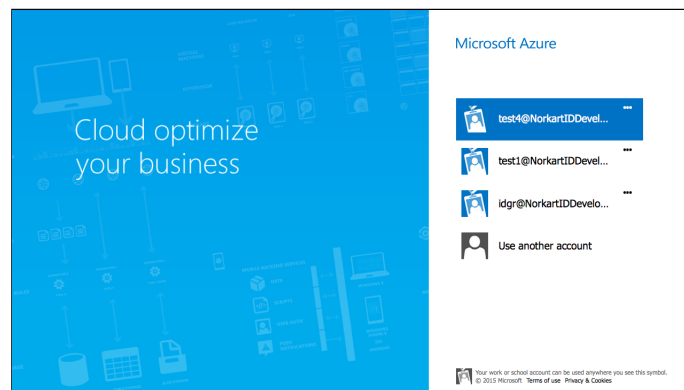 Microsoft Azure
Cloud optimize
your business
test4@NorkartIDDevel...
test1@NorkartIDDevel...
idgr@NorkartIDDevelo...
Use another account
Your work or school account can be used anywhere you see this symbol.
© 2015 Microsoft Terms of use Privacy & Cookies